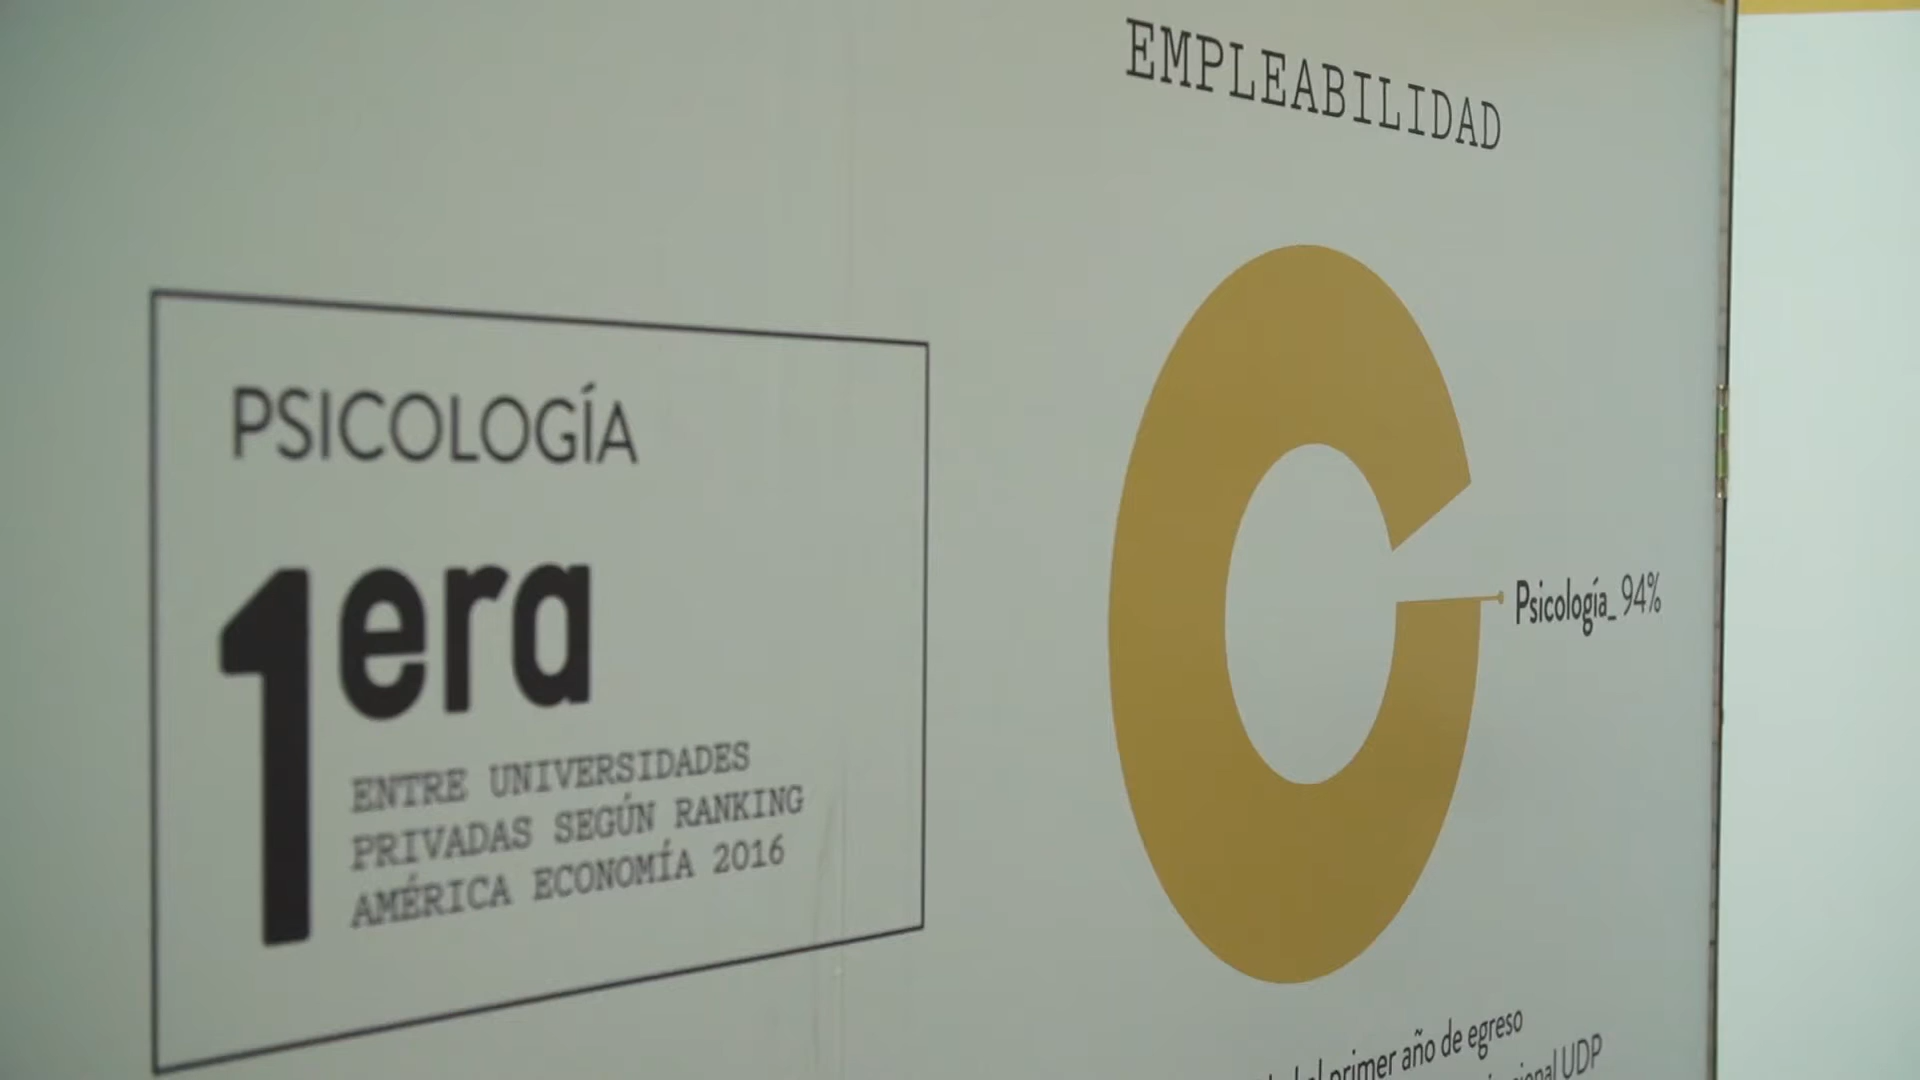 PSICOLOGÍA
1era
ENTRE UNIVERSIDADES
PRIVADAS SEGÚN RANKING
AMÉRICA ECONOMÍA 2016
EMPLEABILIDAD
Psicología_ 94%
primer año de egreso
UDP